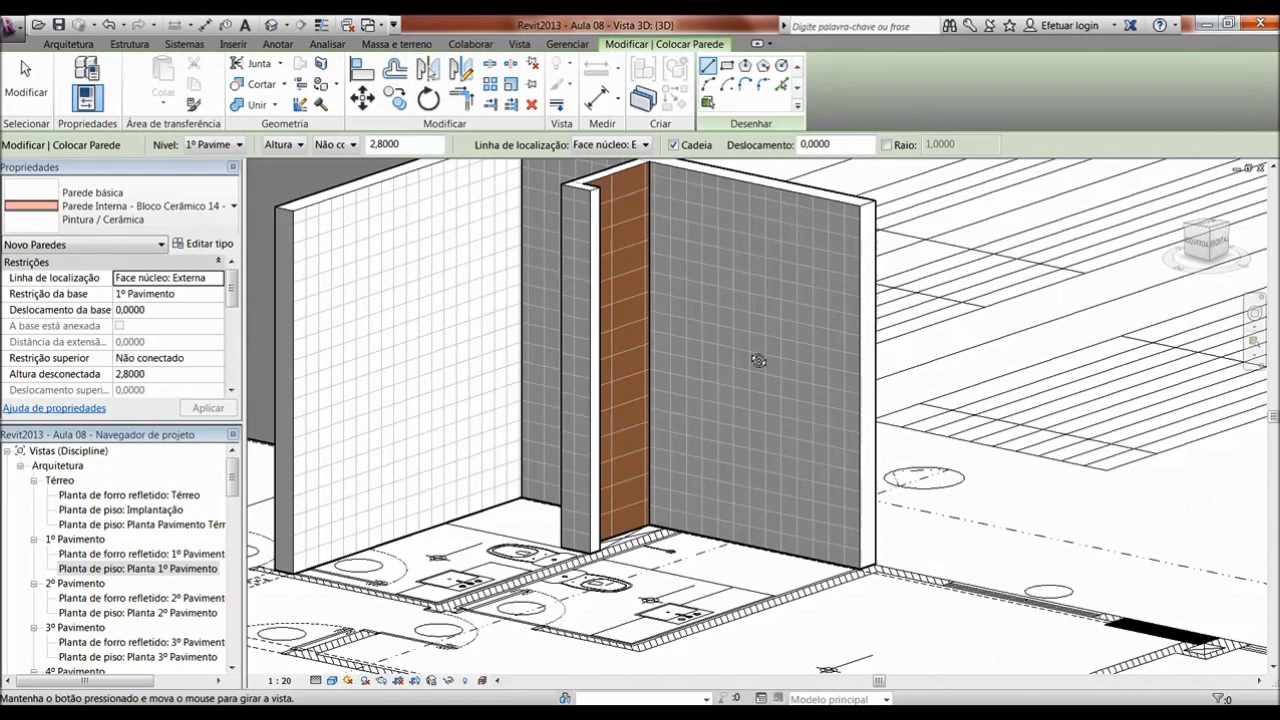 Revit2013 - Aula 08 - Vista 3D: {3D}
Digite palavra-chave ou frase
Efetuar login
Arquitetura Estrutura Sistemas Inserir Anotar Analisar Massa e terreno Colaborar Vista Gerenciar Modificar | Colocar Parede
Modificar
Colar
Junta
Cortar
Unir
Selecionar Propriedades Área de transferência Geometria Modificar Vista Medir Criar Desenhar
Modificar | Colocar Parede Nível: 1º Pavime Altura Não cc 2,8000 Linha de localização: Face núcleo: E Cadeia Deslocamento: 0,0000 Raio: 1,0000
Propriedades
Parede básica
Parede Interna - Bloco Cerâmico 14 -
Pintura / Cerâmica
Novo Paredes Editar tipo
Restrições
Linha de localização Face núcleo: Externa
Restrição da base 1º Pavimento
Deslocamento da base 0,0000
A base está anexada
Distância da extensã... 0,0000
Restrição superior Não conectado
Altura desconectada 2,8000
Deslocamento superi... 0,0000
Ajuda de propriedades Aplicar
Revit2013 - Aula 08 - Navegador de projeto
Vistas (Discipline)
Arquitetura
Térreo
Planta de forro refletido: Térreo
Planta de piso: Implantação
Planta de piso: Planta Pavimento Tér
1º Pavimento
Planta de forro refletido: 1º Paviment
Planta de piso: Planta 1º Pavimento
2º Pavimento
Planta de forro refletido: 2º Paviment
Planta de piso: Planta 2º Pavimento
3º Pavimento
Planta de forro refletido: 3º Paviment
Planta de piso: Planta 3º Pavimento
4º Pavimento
1 : 20
Mantenha o botão pressionado e mova o mouse para girar a vista.
:0
Modelo principal
:0